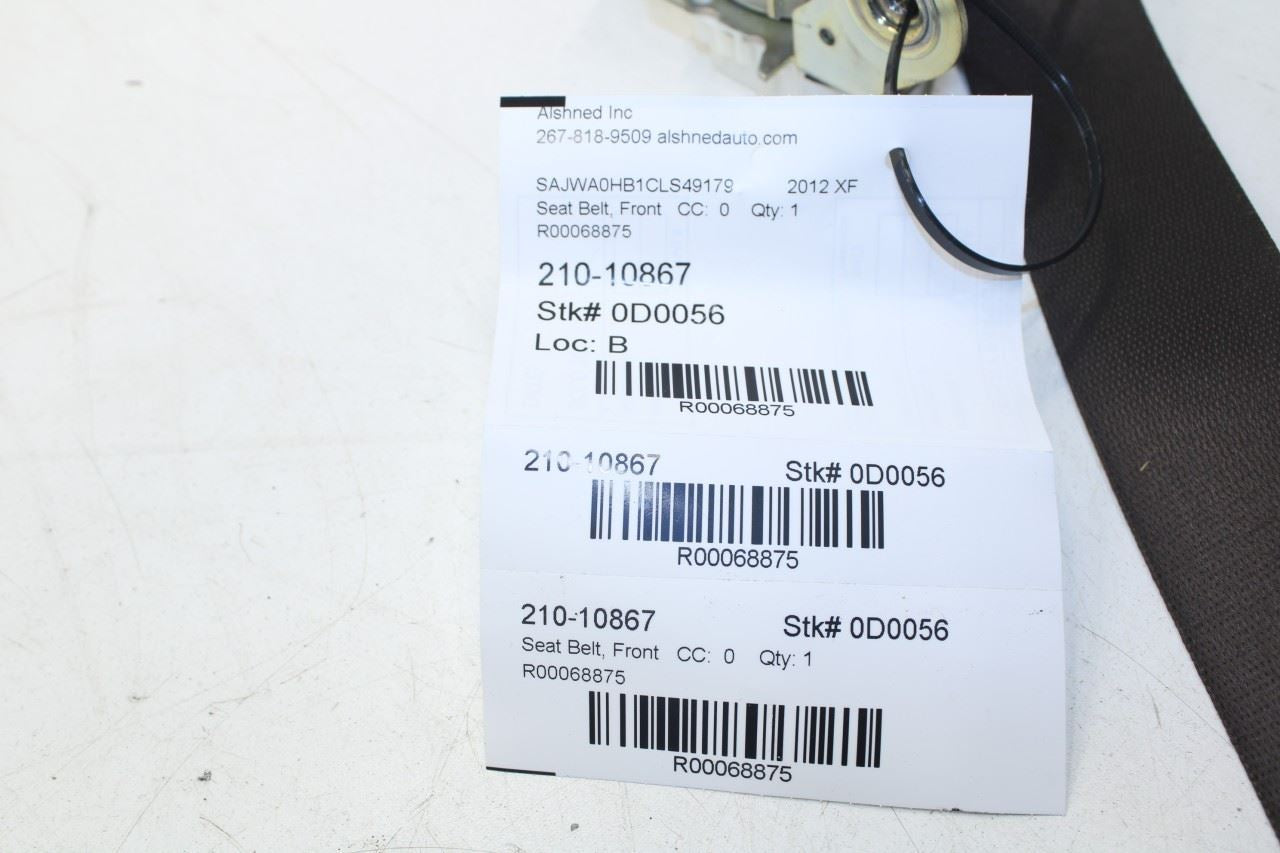 Alshned Inc
267-818-9509 alshnedauto.com
SAJWA0HB1CLS49179 2012 XF
Seat Belt, Front CC: 0 Qty: 1
R00068875
210-10867
Stk# 0D0056
Loc: B
R00068875
210-10867 Stk# 0D0056
R00068875
210-10867 Stk# 0D0056
Seat Belt, Front CC: 0 Qty: 1
R00068875
R00068875